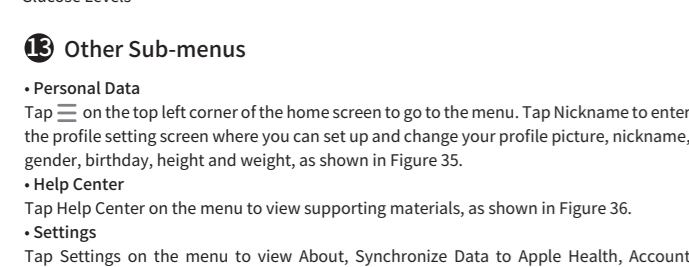 Glucose Levels
13 Other Sub-menus
• Personal Data
Tap ☰ on the top left corner of the home screen to go to the menu. Tap Nickname to enter
the profile setting screen where you can set up and change your profile picture, nickname,
gender, birthday, height and weight, as shown in Figure 35.
• Help Center
Tap Help Center on the menu to view supporting materials, as shown in Figure 36.
• Settings
Tap Settings on the menu to view About, Synchronize Data to Apple Health, Account